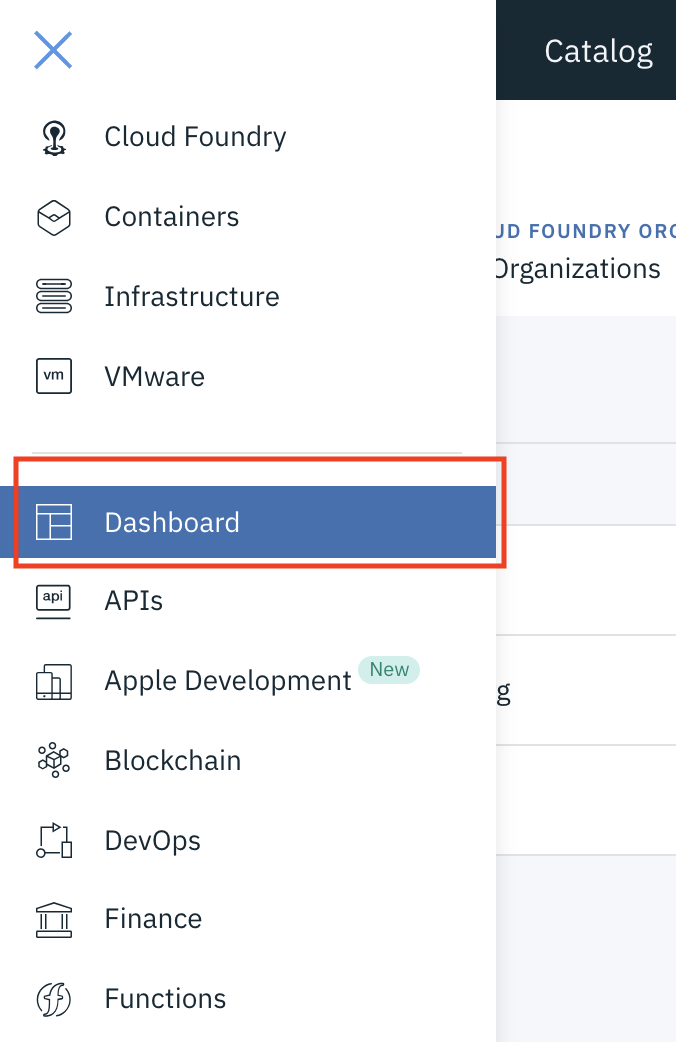 Catalog
Cloud Foundry
Containers
UD FOUNDRY ORG
Organizations
Infrastructure
vm
VMware
Dashboard
api
APIs
Apple Development New
g
Blockchain
DevOps
Finance
Functions